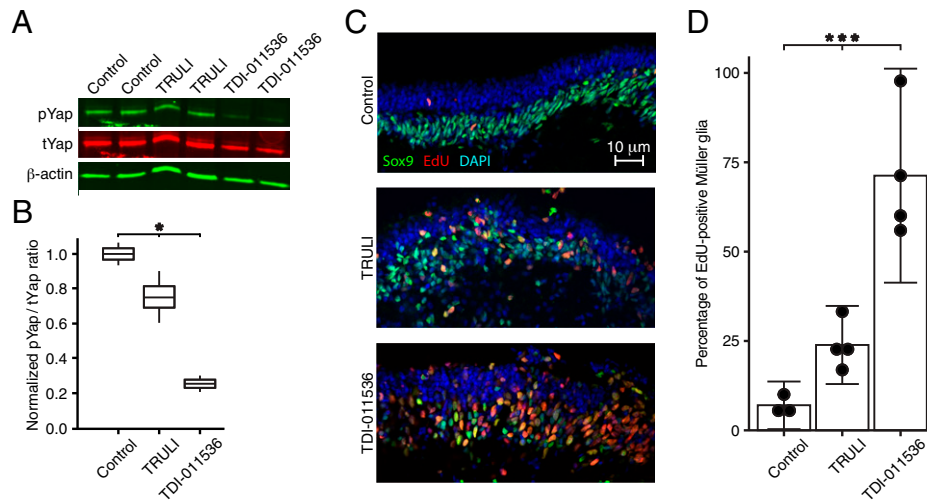 A
Control
Control
TRULI
TRULI
TDI-011536
TDI-011536
pYap
tYap
β-actin
B
*
Normalized pYap / tYap ratio
1.0
0.8
0.6
0.4
0.2
0
Control
TRULI
TDI-011536
C
Control
Sox9 EdU DAPI
10 μm
TRULI
TDI-011536
D
***
Percentage of EdU-positive Müller glia
100
75
50
25
0
Control
TRULI
TDI-011536